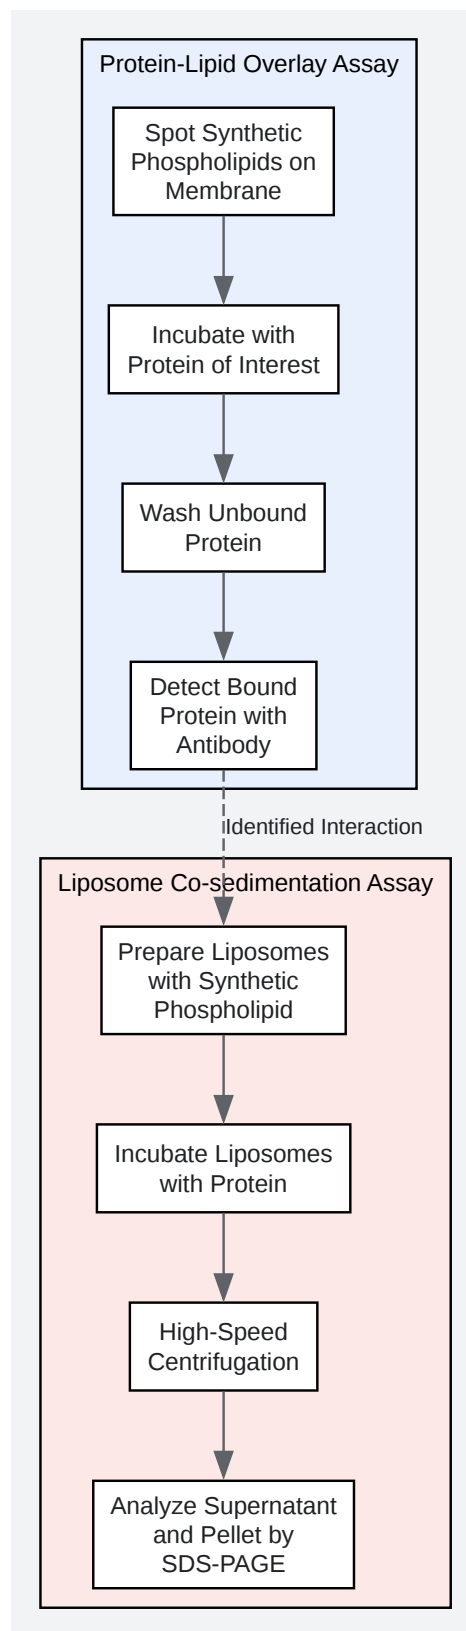 Protein-Lipid Overlay Assay
Spot Synthetic
Phospholipids on
Membrane
Incubate with
Protein of Interest
Wash Unbound
Protein
Detect Bound
Protein with
Antibody
Identified Interaction
Liposome Co-sedimentation Assay
Prepare Liposomes
with Synthetic
Phospholipid
Incubate Liposomes
with Protein
High-Speed
Centrifugation
Analyze Supernatant
and Pellet by
SDS-PAGE